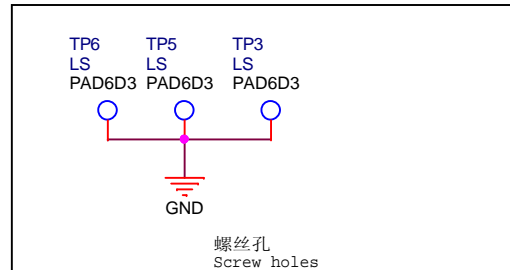 TP6 TP5 TP3
LS LS LS
PAD6D3 PAD6D3 PAD6D3
GND
螺丝孔
Screw holes